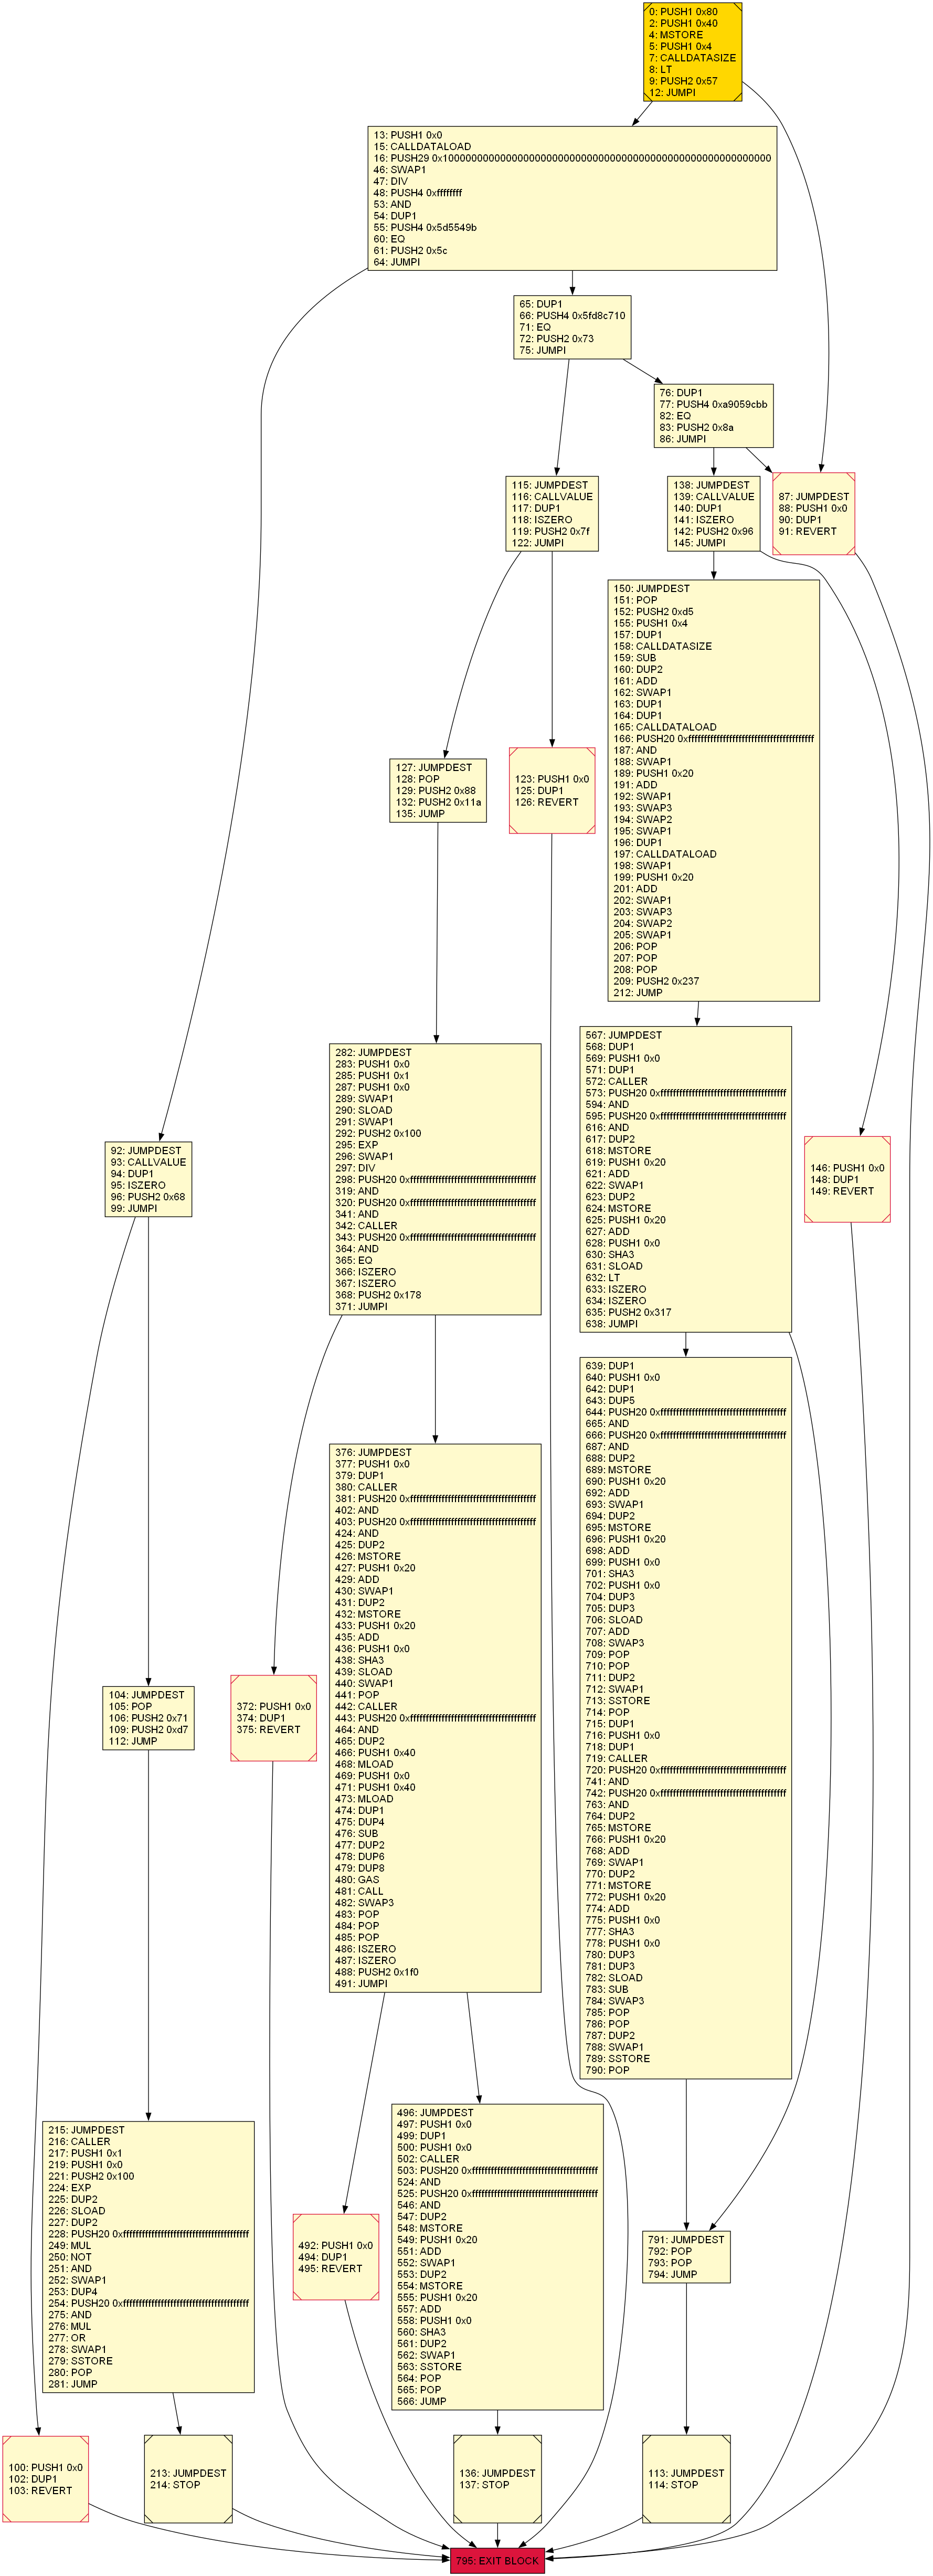 0: PUSH1 0x80
2: PUSH1 0x40
4: MSTORE
5: PUSH1 0x4
7: CALLDATASIZE
8: LT
9: PUSH2 0x57
12: JUMPI
13: PUSH1 0x0
15: CALLDATALOAD
16: PUSH29 0x100000000000000000000000000000000000000000000000000000000
46: SWAP1
47: DIV
48: PUSH4 0xffffffff
53: AND
54: DUP1
55: PUSH4 0x5d5549b
60: EQ
61: PUSH2 0x5c
64: JUMPI
65: DUP1
66: PUSH4 0x5fd8c710
71: EQ
72: PUSH2 0x73
75: JUMPI
76: DUP1
77: PUSH4 0xa9059cbb
82: EQ
83: PUSH2 0x8a
86: JUMPI
115: JUMPDEST
116: CALLVALUE
117: DUP1
118: ISZERO
119: PUSH2 0x7f
122: JUMPI
138: JUMPDEST
139: CALLVALUE
140: DUP1
141: ISZERO
142: PUSH2 0x96
145: JUMPI
87: JUMPDEST
88: PUSH1 0x0
90: DUP1
91: REVERT
150: JUMPDEST
151: POP
152: PUSH2 0xd5
155: PUSH1 0x4
157: DUP1
158: CALLDATASIZE
159: SUB
160: DUP2
161: ADD
162: SWAP1
163: DUP1
164: DUP1
165: CALLDATALOAD
166: PUSH20 0xffffffffffffffffffffffffffffffffffffffff
187: AND
188: SWAP1
189: PUSH1 0x20
191: ADD
192: SWAP1
193: SWAP3
194: SWAP2
195: SWAP1
196: DUP1
197: CALLDATALOAD
198: SWAP1
199: PUSH1 0x20
201: ADD
202: SWAP1
203: SWAP3
204: SWAP2
205: SWAP1
206: POP
207: POP
208: POP
209: PUSH2 0x237
212: JUMP
127: JUMPDEST
128: POP
129: PUSH2 0x88
132: PUSH2 0x11a
135: JUMP
123: PUSH1 0x0
125: DUP1
126: REVERT
567: JUMPDEST
568: DUP1
569: PUSH1 0x0
571: DUP1
572: CALLER
573: PUSH20 0xffffffffffffffffffffffffffffffffffffffff
594: AND
595: PUSH20 0xffffffffffffffffffffffffffffffffffffffff
616: AND
617: DUP2
618: MSTORE
619: PUSH1 0x20
621: ADD
622: SWAP1
623: DUP2
624: MSTORE
625: PUSH1 0x20
627: ADD
628: PUSH1 0x0
630: SHA3
631: SLOAD
632: LT
633: ISZERO
634: ISZERO
635: PUSH2 0x317
638: JUMPI
282: JUMPDEST
283: PUSH1 0x0
285: PUSH1 0x1
287: PUSH1 0x0
289: SWAP1
290: SLOAD
291: SWAP1
292: PUSH2 0x100
295: EXP
296: SWAP1
297: DIV
298: PUSH20 0xffffffffffffffffffffffffffffffffffffffff
319: AND
320: PUSH20 0xffffffffffffffffffffffffffffffffffffffff
341: AND
342: CALLER
343: PUSH20 0xffffffffffffffffffffffffffffffffffffffff
364: AND
365: EQ
366: ISZERO
367: ISZERO
368: PUSH2 0x178
371: JUMPI
92: JUMPDEST
93: CALLVALUE
94: DUP1
95: ISZERO
96: PUSH2 0x68
99: JUMPI
146: PUSH1 0x0
148: DUP1
149: REVERT
639: DUP1
640: PUSH1 0x0
642: DUP1
643: DUP5
644: PUSH20 0xffffffffffffffffffffffffffffffffffffffff
665: AND
666: PUSH20 0xffffffffffffffffffffffffffffffffffffffff
687: AND
688: DUP2
689: MSTORE
690: PUSH1 0x20
692: ADD
693: SWAP1
694: DUP2
695: MSTORE
696: PUSH1 0x20
698: ADD
699: PUSH1 0x0
701: SHA3
702: PUSH1 0x0
704: DUP3
705: DUP3
706: SLOAD
707: ADD
708: SWAP3
709: POP
710: POP
711: DUP2
712: SWAP1
713: SSTORE
714: POP
715: DUP1
716: PUSH1 0x0
718: DUP1
719: CALLER
720: PUSH20 0xffffffffffffffffffffffffffffffffffffffff
741: AND
742: PUSH20 0xffffffffffffffffffffffffffffffffffffffff
763: AND
764: DUP2
765: MSTORE
766: PUSH1 0x20
768: ADD
769: SWAP1
770: DUP2
771: MSTORE
772: PUSH1 0x20
774: ADD
775: PUSH1 0x0
777: SHA3
778: PUSH1 0x0
780: DUP3
781: DUP3
782: SLOAD
783: SUB
784: SWAP3
785: POP
786: POP
787: DUP2
788: SWAP1
789: SSTORE
790: POP
376: JUMPDEST
377: PUSH1 0x0
379: DUP1
380: CALLER
381: PUSH20 0xffffffffffffffffffffffffffffffffffffffff
402: AND
403: PUSH20 0xffffffffffffffffffffffffffffffffffffffff
424: AND
425: DUP2
426: MSTORE
427: PUSH1 0x20
429: ADD
430: SWAP1
431: DUP2
432: MSTORE
433: PUSH1 0x20
435: ADD
436: PUSH1 0x0
438: SHA3
439: SLOAD
440: SWAP1
441: POP
442: CALLER
443: PUSH20 0xffffffffffffffffffffffffffffffffffffffff
464: AND
465: DUP2
466: PUSH1 0x40
468: MLOAD
469: PUSH1 0x0
471: PUSH1 0x40
473: MLOAD
474: DUP1
475: DUP4
476: SUB
477: DUP2
478: DUP6
479: DUP8
480: GAS
481: CALL
482: SWAP3
483: POP
484: POP
485: POP
486: ISZERO
487: ISZERO
488: PUSH2 0x1f0
491: JUMPI
372: PUSH1 0x0
374: DUP1
375: REVERT
104: JUMPDEST
105: POP
106: PUSH2 0x71
109: PUSH2 0xd7
112: JUMP
496: JUMPDEST
497: PUSH1 0x0
499: DUP1
500: PUSH1 0x0
502: CALLER
503: PUSH20 0xffffffffffffffffffffffffffffffffffffffff
524: AND
525: PUSH20 0xffffffffffffffffffffffffffffffffffffffff
546: AND
547: DUP2
548: MSTORE
549: PUSH1 0x20
551: ADD
552: SWAP1
553: DUP2
554: MSTORE
555: PUSH1 0x20
557: ADD
558: PUSH1 0x0
560: SHA3
561: DUP2
562: SWAP1
563: SSTORE
564: POP
565: POP
566: JUMP
215: JUMPDEST
216: CALLER
217: PUSH1 0x1
219: PUSH1 0x0
221: PUSH2 0x100
224: EXP
225: DUP2
226: SLOAD
227: DUP2
228: PUSH20 0xffffffffffffffffffffffffffffffffffffffff
249: MUL
250: NOT
251: AND
252: SWAP1
253: DUP4
254: PUSH20 0xffffffffffffffffffffffffffffffffffffffff
275: AND
276: MUL
277: OR
278: SWAP1
279: SSTORE
280: POP
281: JUMP
492: PUSH1 0x0
494: DUP1
495: REVERT
791: JUMPDEST
792: POP
793: POP
794: JUMP
100: PUSH1 0x0
102: DUP1
103: REVERT
213: JUMPDEST
214: STOP
136: JUMPDEST
137: STOP
113: JUMPDEST
114: STOP
795: EXIT BLOCK